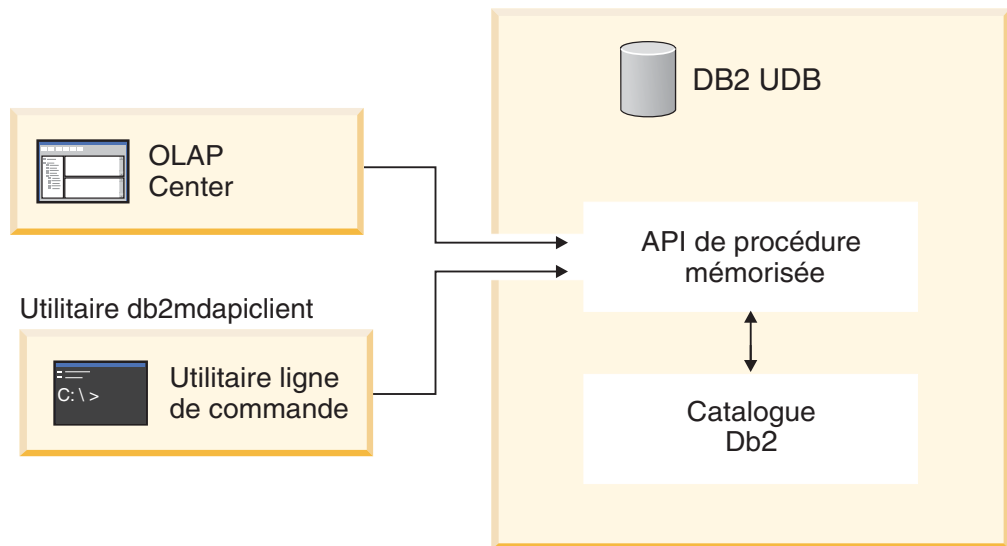 DB2 UDB
OLAP
Center
API de procédure
mémorisée
Utilitaire db2mdapiclient
C: \ >
Utilitaire ligne
de commande
Catalogue
Db2